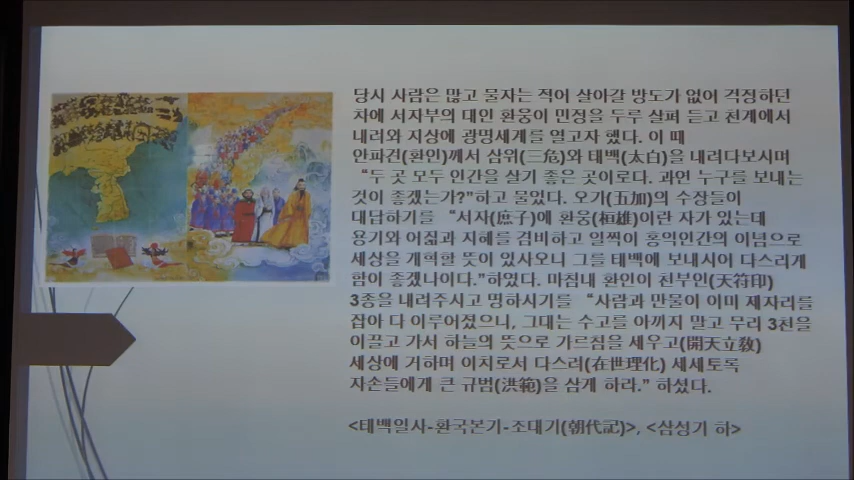 당시 사람은 많고 물자는 적어 살아갈 방도가 없어 걱정하던
차에 서자부의 대인 환웅이 민정을 두루 살펴 듣고 천계에서
내려와 지상에 광명세계를 열고자 했다. 이 때
안파견(환인)께서 삼위(三危)와 태백(太白)을 내려다보시며
“두 곳 모두 인간을 살기 좋은 곳이로다. 과연 누구를 보내는
것이 좋겠는가?”하고 물었다. 오가(五加)의 수장들이
대답하기를 “서자(庶子)에 환웅(桓雄)이란 자가 있는데
용기와 어짊과 지혜를 겸비하고 일찍이 홍익인간의 이념으로
세상을 개혁할 뜻이 있사오니 그를 태백에 보내시어 다스리게
함이 좋겠나이다.”하였다. 마침내 환인이 천부인(天符印)
3종을 내려주시고 명하시기를 “사람과 만물이 이미 제자리를
잡아 다 이루어졌으니, 그대는 수고를 아끼지 말고 무리 3천을
이끌고 가서 하늘의 뜻으로 가르침을 세우고(開天立敎)
세상에 거하며 이치로서 다스려(在世理化) 세세토록
자손들에게 큰 규범(洪範)을 삼게 하라.” 하셨다.
<태백일사-환국본기-조대기(朝代記)>, <삼성기 하>